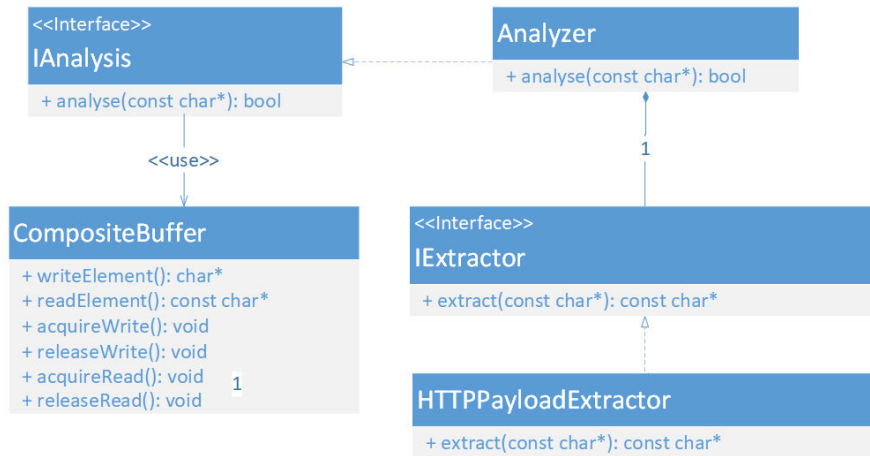 <<Interface>>
IAnalysis
+ analyse(const char*): bool
Analyzer
+ analyse(const char*): bool
<<use>>
1
CompositeBuffer
+ writeElement(): char*
+ readElement(): const char*
+ acquireWrite(): void
+ releaseWrite(): void
+ acquireRead(): void
1
+ releaseRead(): void
<<Interface>>
IExtractor
+ extract(const char*): const char*
HTTPPayloadExtractor
+ extract(const char*): const char*